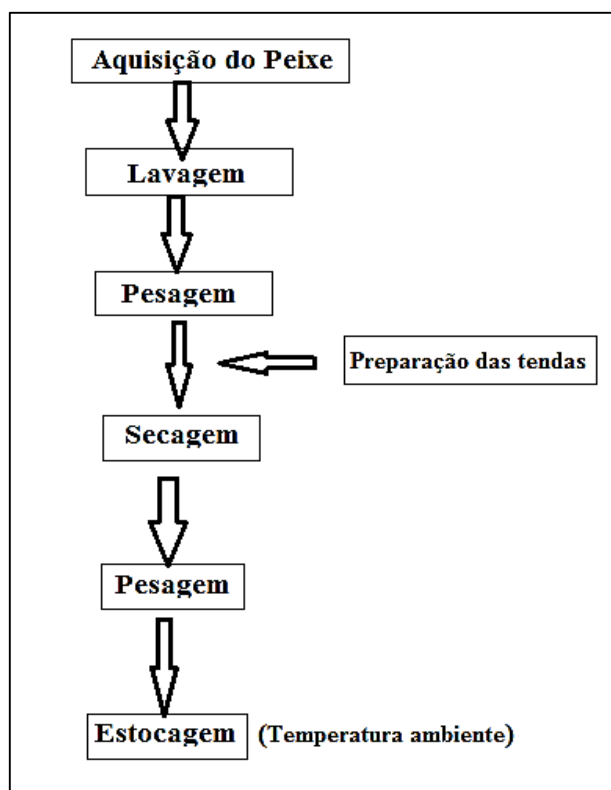 Aquisição do Peixe
Lavagem
Pesagem
Preparação das tendas
Secagem
Pesagem
Estocagem (Temperatura ambiente)